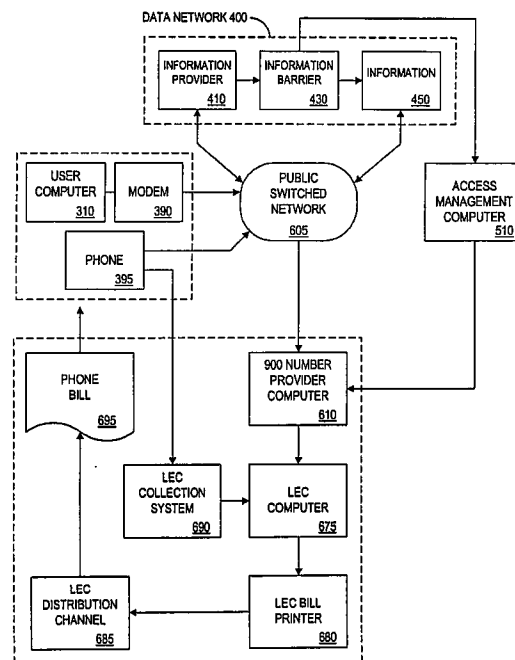 DATA NETWORK 400
INFORMATION
PROVIDER
410
INFORMATION
BARRIER
430
INFORMATION
450
USER
COMPUTER
310
MODEM
390
PUBLIC
SWITCHED
NETWORK
605
ACCESS
MANAGEMENT
COMPUTER
510
PHONE
395
PHONE
BILL
695
900 NUMBER
PROVIDER
COMPUTER
610
LEC
COLLECTION
SYSTEM
690
LEC
COMPUTER
675
LEC
DISTRIBUTION
CHANNEL
685
LEC BILL
PRINTER
680